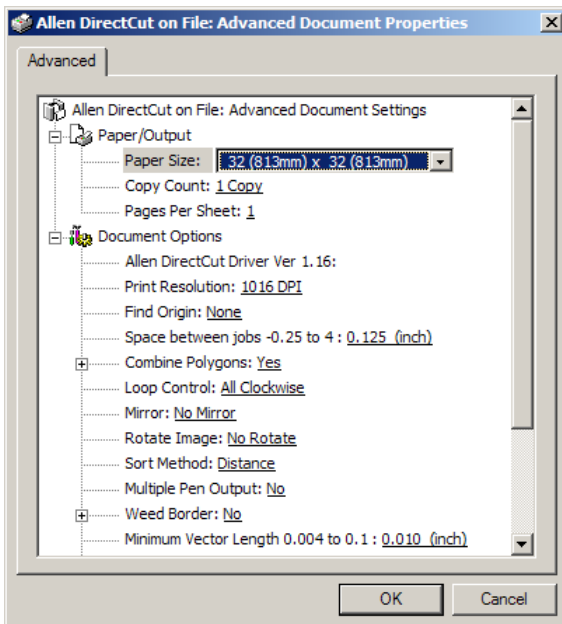 Allen DirectCut on File: Advanced Document Properties
Advanced
Allen DirectCut on File: Advanced Document Settings
Paper/Output
Paper Size: 32 (813mm) x 32 (813mm)
Copy Count: 1 Copy
Pages Per Sheet: 1
Document Options
Allen DirectCut Driver Ver 1.16:
Print Resolution: 1016 DPI
Find Origin: None
Space between jobs -0.25 to 4 : 0.125 (inch)
Combine Polygons: Yes
Loop Control: All Clockwise
Mirror: No Mirror
Rotate Image: No Rotate
Sort Method: Distance
Multiple Pen Output: No
Weed Border: No
Minimum Vector Length 0.004 to 0.1 : 0.010 (inch)
OK Cancel